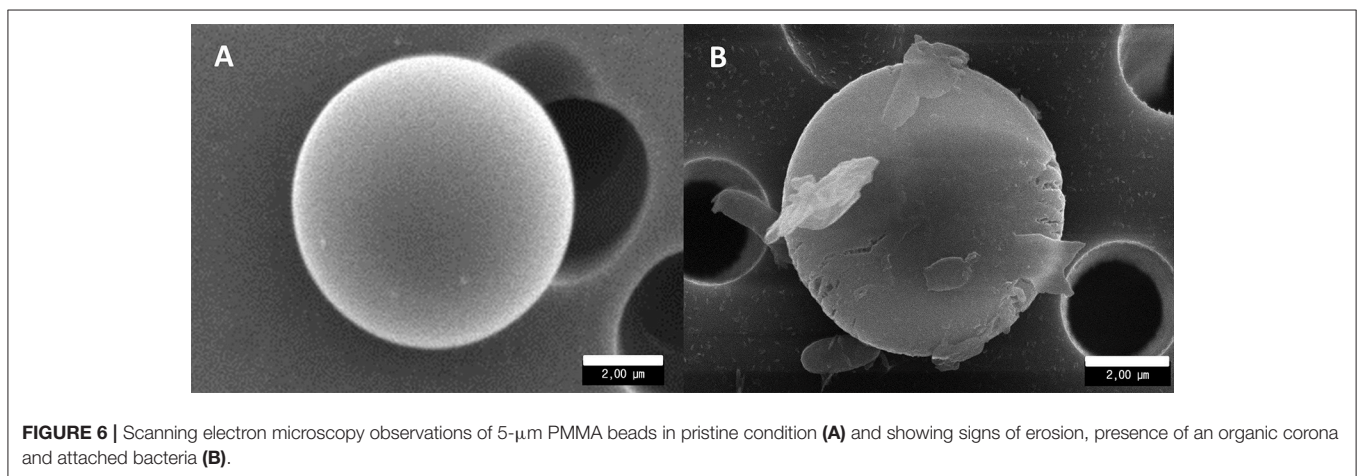 A
B
2,00 µm
2,00 µm
FIGURE 6 | Scanning electron microscopy observations of 5-µm PMMA beads in pristine condition (A) and showing signs of erosion, presence of an organic corona
and attached bacteria (B).